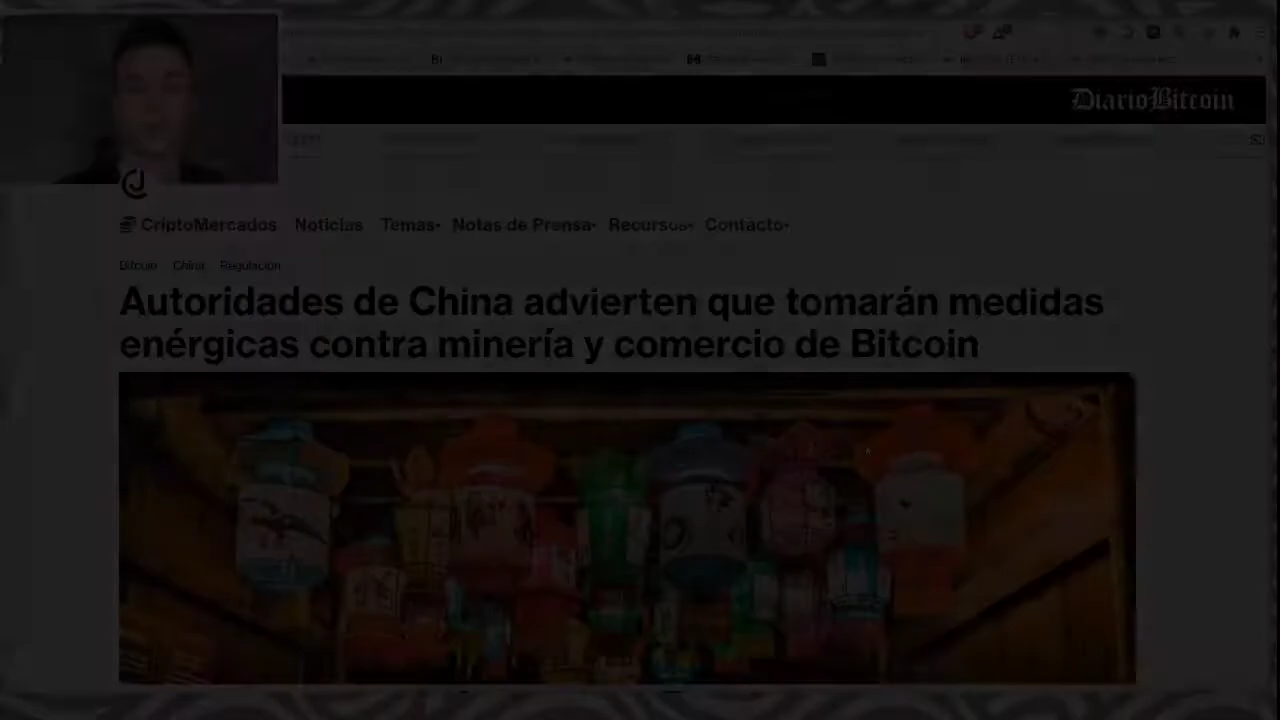 DiarioBitcoin
CriptoMercados Noticias Temas Notas de Prensa Recursos Contacto
Bitcoin China Regulación
Autoridades de China advierten que tomarán medidas
enérgicas contra minería y comercio de Bitcoin